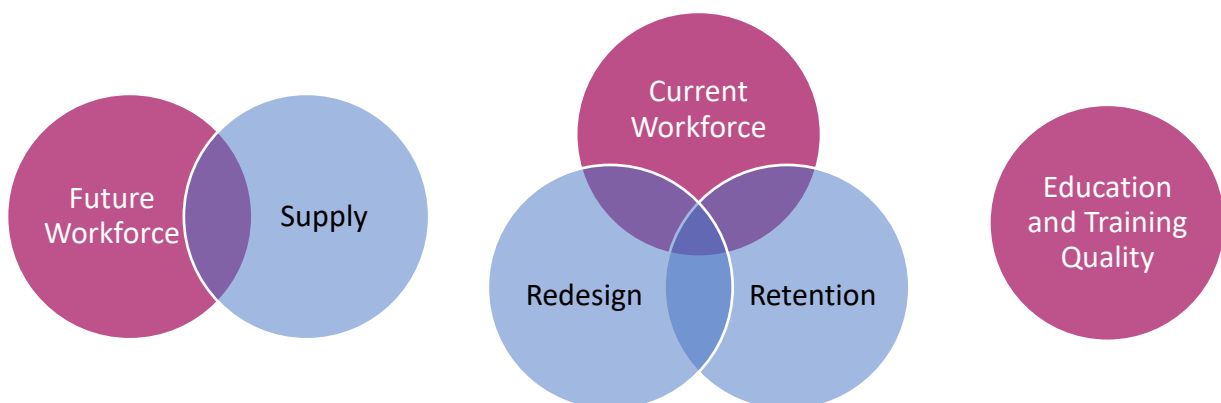 Future
Workforce
Supply
Current
Workforce
Redesign
Retention
Education
and Training
Quality